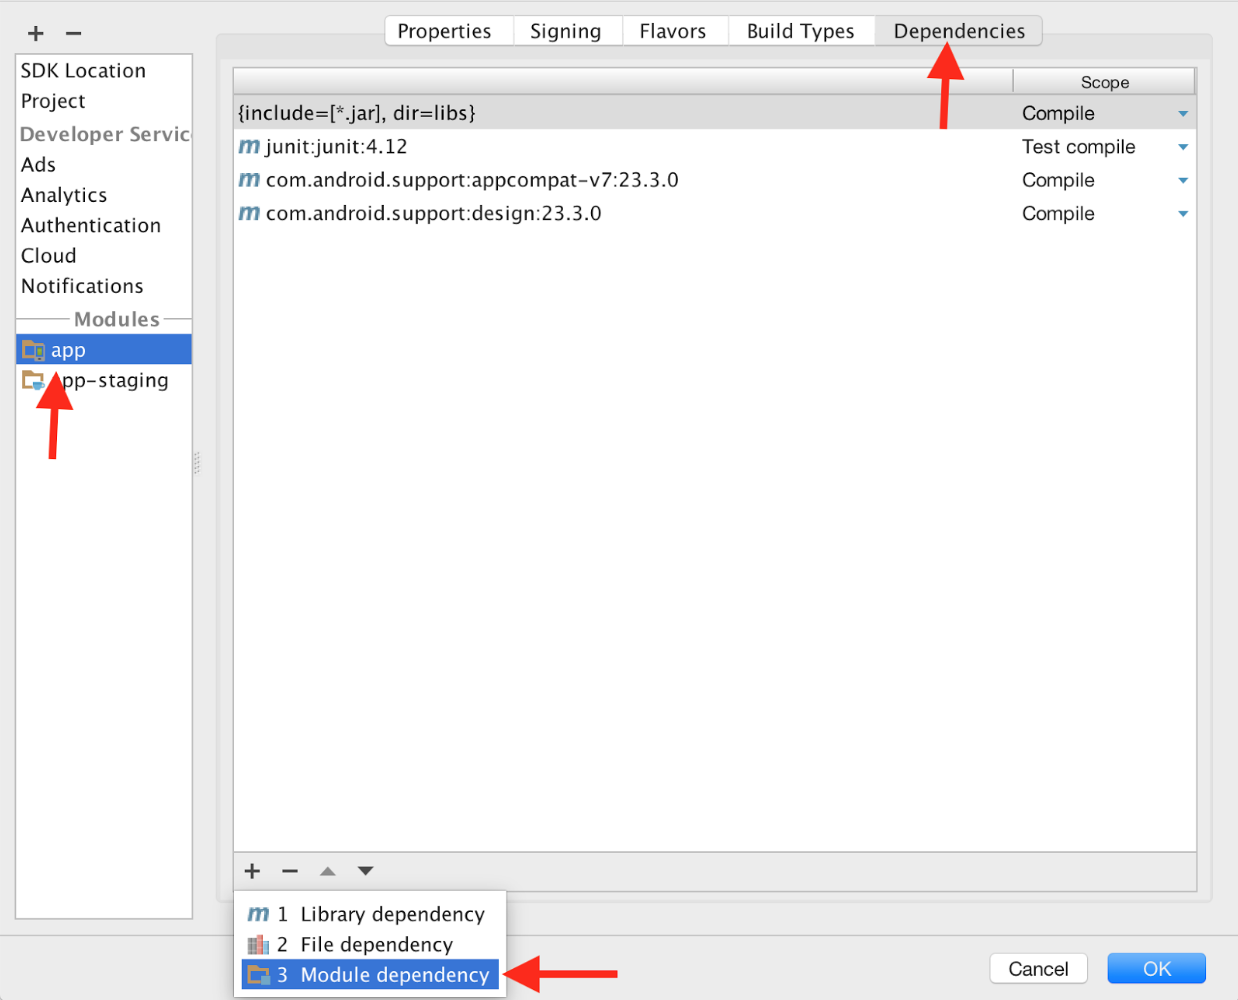 Properties Signing Flavors Build Types Dependencies
SDK Location
Project
Developer Servic
Ads
Analytics
Authentication
Cloud
Notifications
Modules
app
pp-staging
Scope
{include=[*.jar], dir=libs} Compile
m junit:junit:4.12 Test compile
m com.android.support:appcompat-v7:23.3.0 Compile
m com.android.support:design:23.3.0 Compile
m 1 Library dependency
2 File dependency
3 Module dependency
Cancel OK